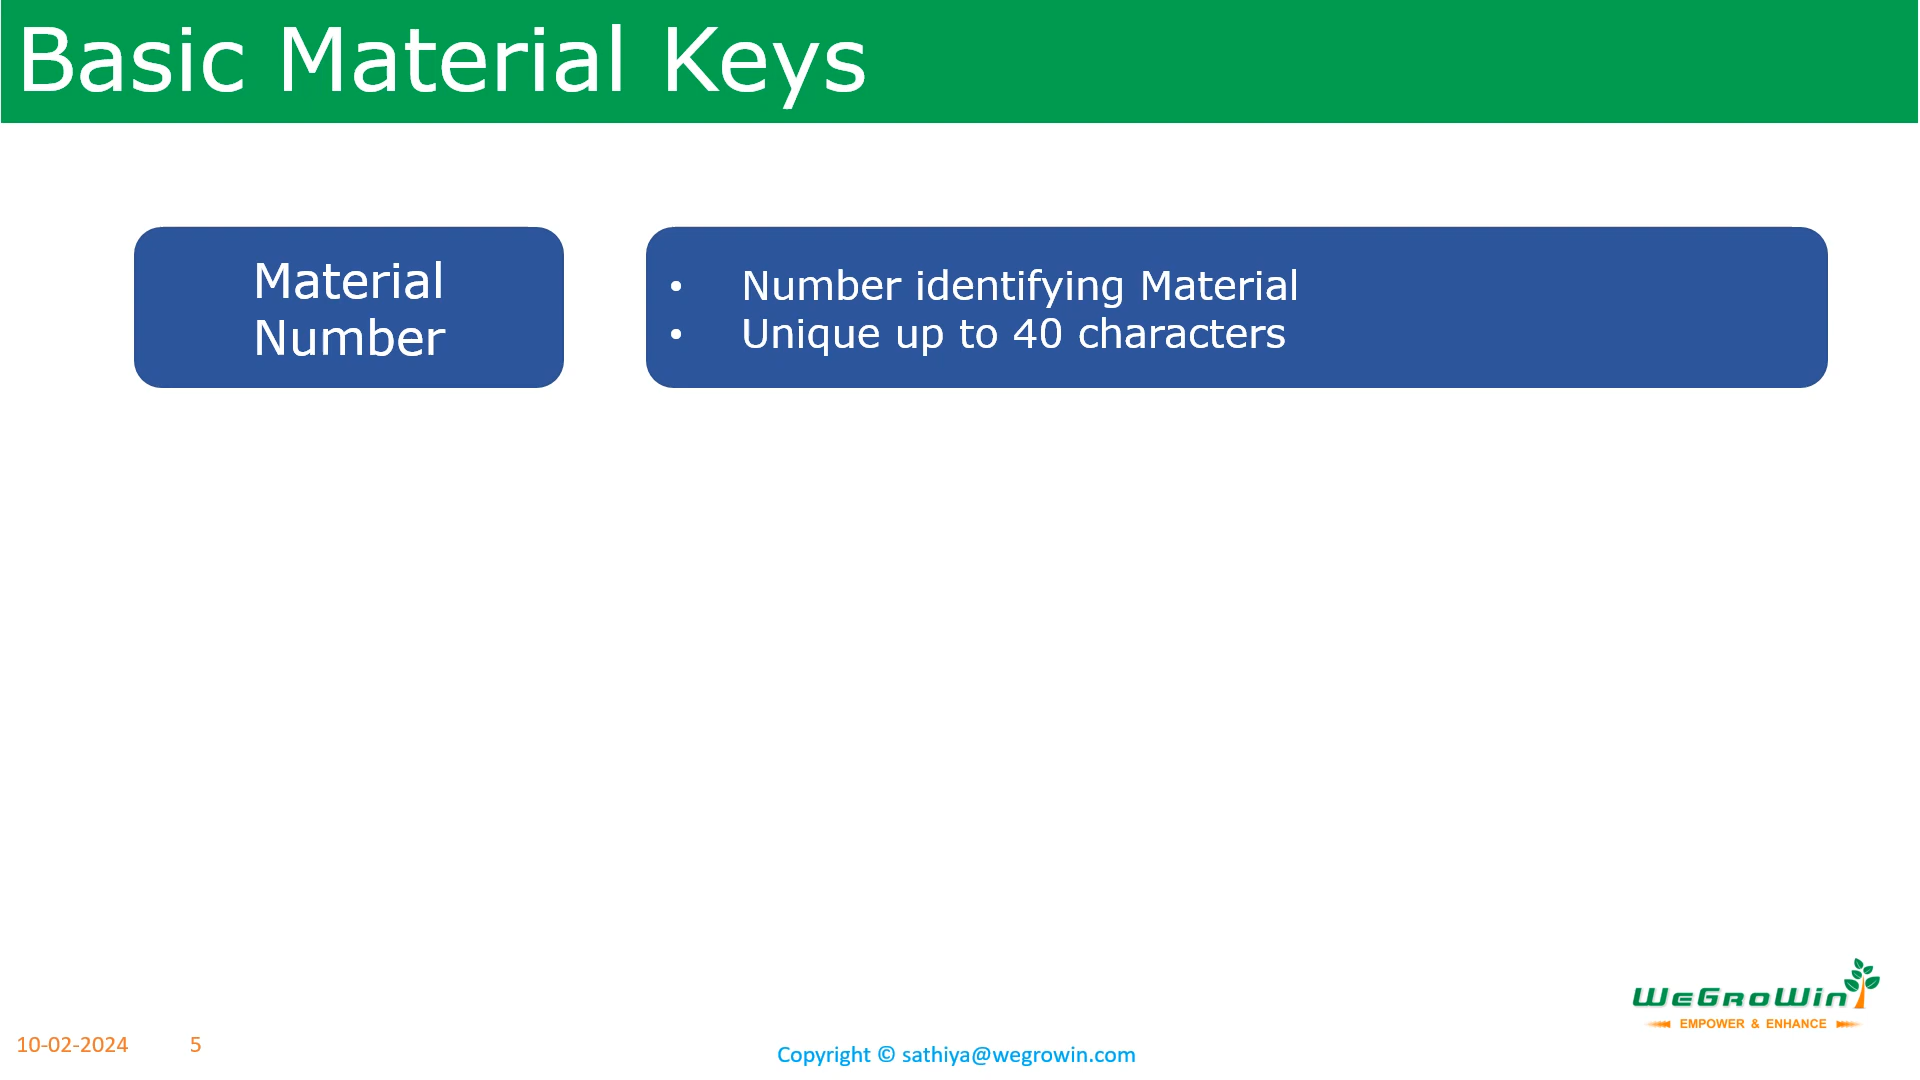 Basic Material Keys
Material
Number
• Number identifying Material
• Unique up to 40 characters
WeGroWin
EMPOWER & ENHANCE
10-02-2024 5
Copyright © sathiya@wegrowin.com